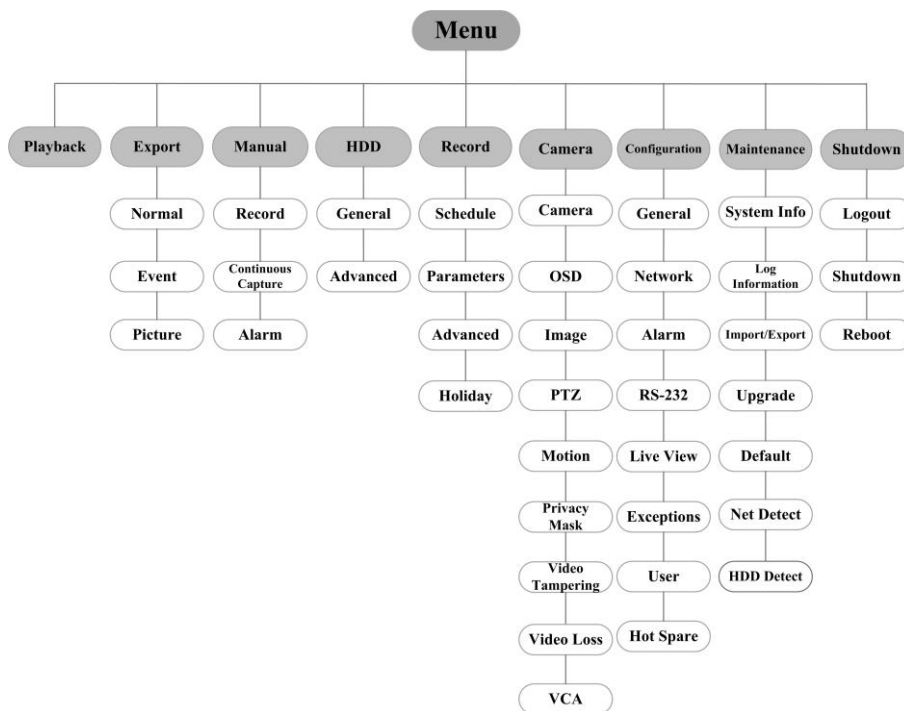 Menu
Playback
Export
Manual
HDD
Record
Camera
Configuration
Maintenance
Shutdown
Normal
Record
General
Schedule
Camera
General
System Info
Logout
Event
Continuous
Capture
Advanced
Parameters
OSD
Network
Log
Information
Shutdown
Picture
Alarm
Advanced
Image
Alarm
Import/Export
Reboot
Holiday
PTZ
RS-232
Upgrade
Motion
Live View
Default
Privacy
Mask
Exceptions
Net Detect
Video
Tampering
User
HDD Detect
Video Loss
Hot Spare
VCA